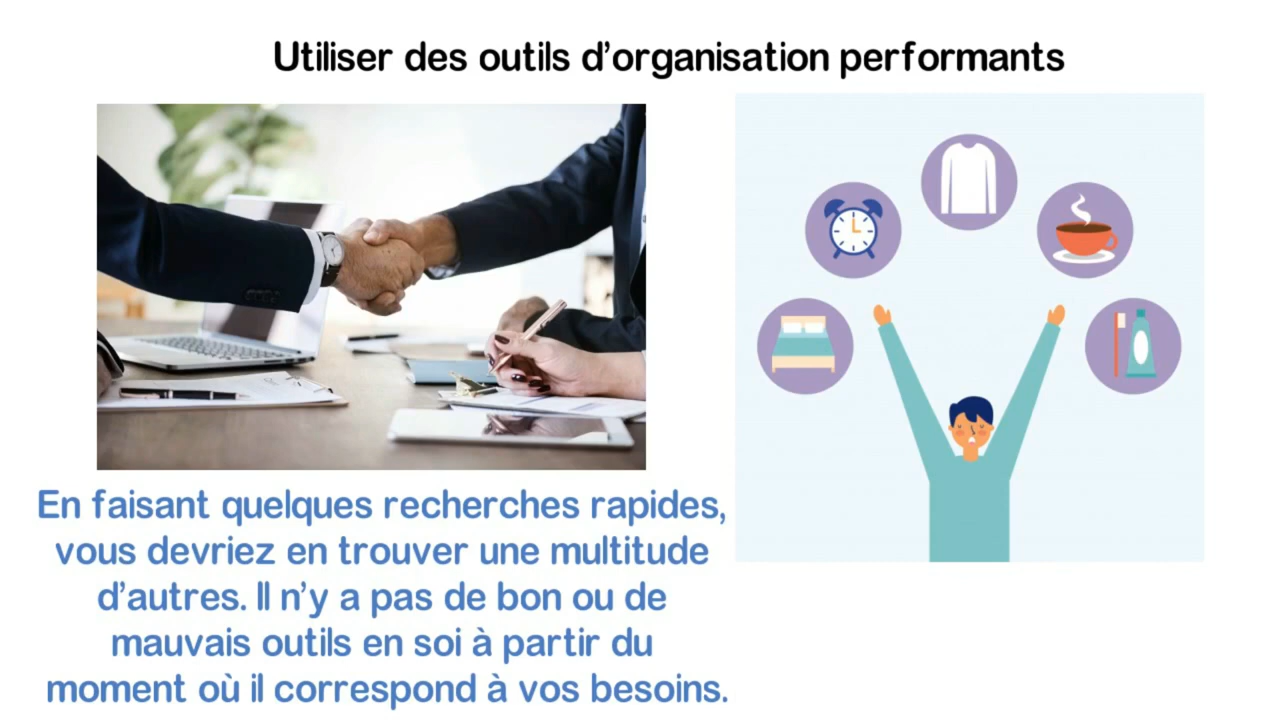 Utiliser des outils d’organisation performants
En faisant quelques recherches rapides,
vous devriez en trouver une multitude
d’autres. Il n’y a pas de bon ou de
mauvais outils en soi à partir du
moment où il correspond à vos besoins.